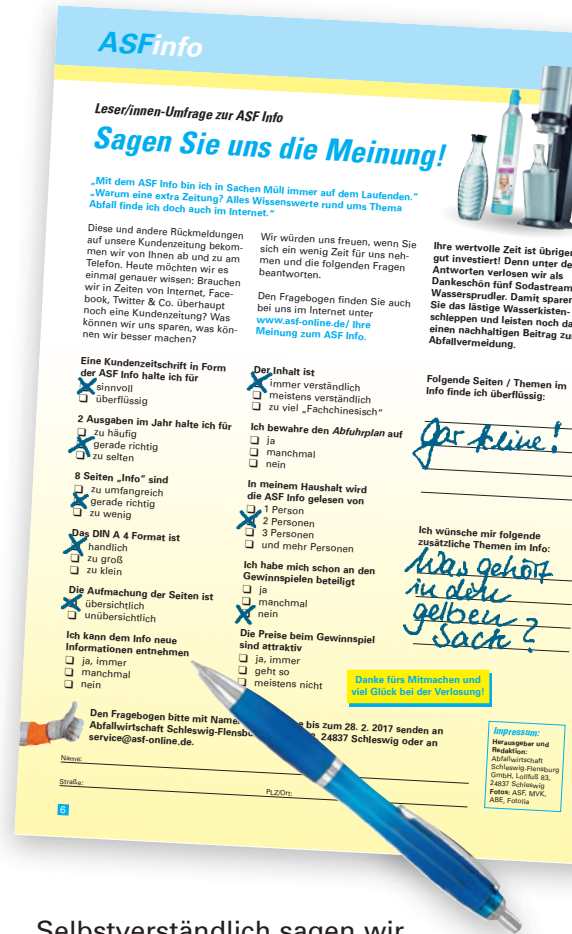 ASFinfo
Leser/innen-Umfrage zur ASF Info
Sagen Sie uns die Meinung!
„Mit dem ASF Info bin ich in Sachen Müll immer auf dem Laufenden.“
„Warum eine extra Zeitung? Alles Wissenswerte rund ums Thema
Abfall finde ich doch auch im Internet.“
Diese und andere Rückmeldungen
auf unsere Kundenzeitung bekom-
men wir von Ihnen ab und zu am
Telefon. Heute möchten wir es
einmal genauer wissen: Brauchen
wir in Zeiten von Internet, Face-
book, Twitter & Co. überhaupt
noch eine Kundenzeitung? Was
können wir uns sparen, was kön-
nen wir besser machen?
Wir würden uns freuen, wenn Sie
sich ein wenig Zeit für uns neh-
men und die folgenden Fragen
beantworten.
Den Fragebogen finden Sie auch
bei uns im Internet unter
www.asf-online.de/ Ihre
Meinung zum ASF Info.
Ihre wertvolle Zeit ist übrigen
gut investiert! Denn unter de
Antworten verlosen wir als
Dankeschön fünf Sodastream
Wassersprudler. Damit sparen
Sie das lästige Wasserkisten-
schleppen und leisten noch da
einen nachhaltigen Beitrag zu
Abfallvermeidung.
Eine Kundenzeitschrift in Form
der ASF Info halte ich für
sinnvoll
❑ überflüssig
2 Ausgaben im Jahr halte ich für
❑ zu häufig
gerade richtig
❑ zu selten
8 Seiten „Info“ sind
❑ zu umfangreich
gerade richtig
❑ zu wenig
Das DIN A 4 Format ist
handlich
❑ zu groß
❑ zu klein
Die Aufmachung der Seiten ist
übersichtlich
❑ unübersichtlich
Ich kann dem Info neue
Informationen entnehmen
❑ ja, immer
❑ manchmal
❑ nein
Der Inhalt ist
immer verständlich
❑ meistens verständlich
❑ zu viel „Fachchinesisch“
Ich bewahre den Abfuhrplan auf
❑ ja
❑ manchmal
❑ nein
In meinem Haushalt wird
die ASF Info gelesen von
❑ 1 Person
2 Personen
❑ 3 Personen
❑ und mehr Personen
Ich habe mich schon an den
Gewinnspielen beteiligt
❑ ja
❑ manchmal
nein
Die Preise beim Gewinnspiel
sind attraktiv
❑ ja, immer
❑ geht so
❑ meistens nicht
Folgende Seiten / Themen im
Info finde ich überflüssig:
Gar keine!
Ich wünsche mir folgende
zusätzliche Themen im Info:
Was gehört
in den
gelben
Sack?
Danke fürs Mitmachen und
viel Glück bei der Verlosung!
Den Fragebogen bitte mit Name bis zum 28. 2. 2017 senden an
Abfallwirtschaft Schleswig-Flensbu 3, 24837 Schleswig oder an
service@asf-online.de.
Name:
Straße:
PLZ/Ort:
Impressum:
Herausgeber und
Redaktion:
Abfallwirtschaft
Schleswig-Flensburg
GmbH, Lollfuß 83,
24837 Schleswig
Fotos: ASF, MVK,
ABE, Fotolia
6
Selbstverständlich sagen wir